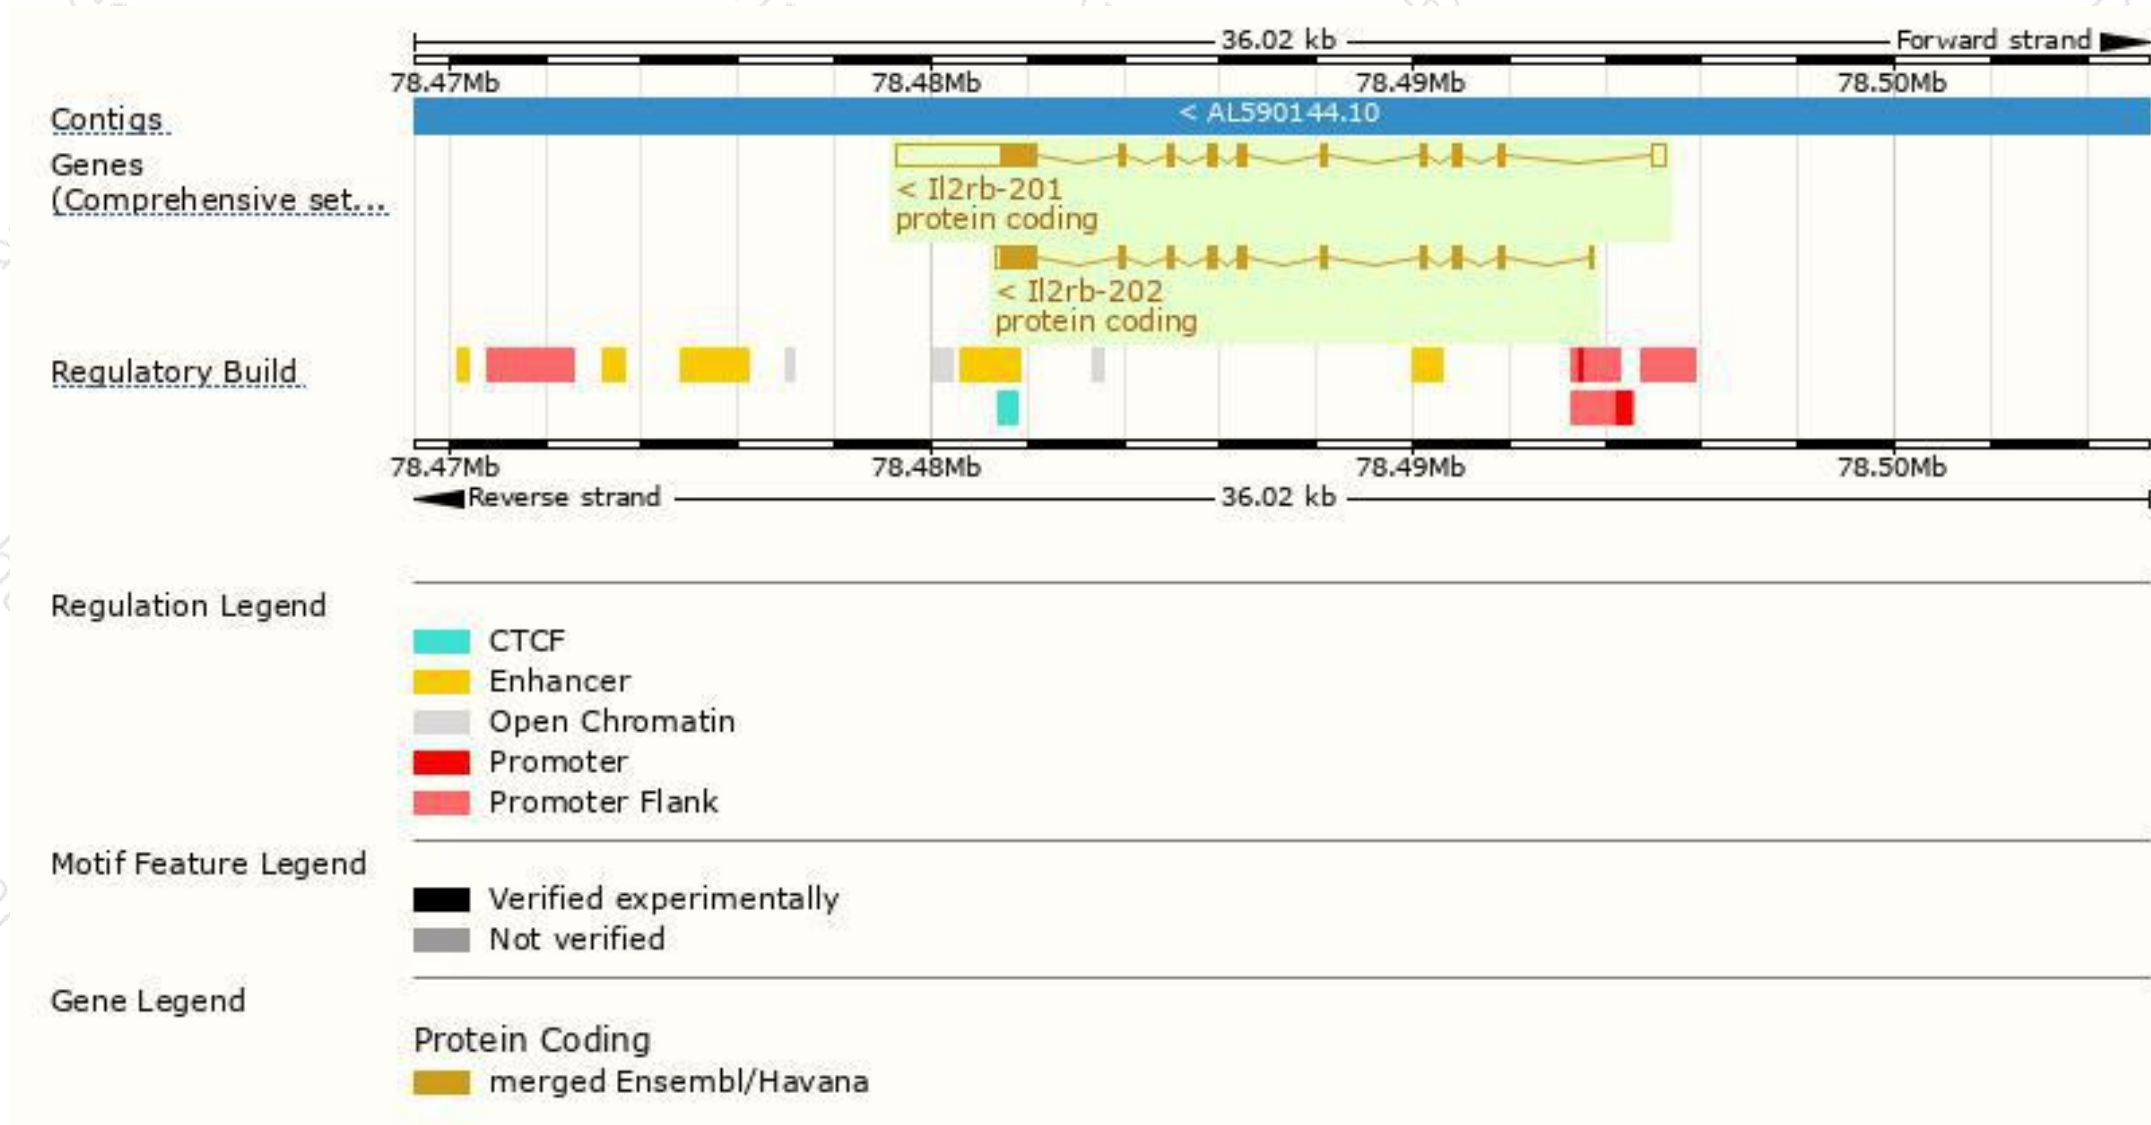 36.02 kb Forward strand
78.47Mb 78.48Mb 78.49Mb 78.50Mb
Contigs < AL590144.10
Genes
(Comprehensive set...
< Il2rb-201
protein coding
< Il2rb-202
protein coding
Regulatory Build
78.47Mb 78.48Mb 78.49Mb 78.50Mb
Reverse strand 36.02 kb
Regulation Legend
CTCF
Enhancer
Open Chromatin
Promoter
Promoter Flank
Motif Feature Legend
Verified experimentally
Not verified
Gene Legend
Protein Coding
merged Ensembl/Havana